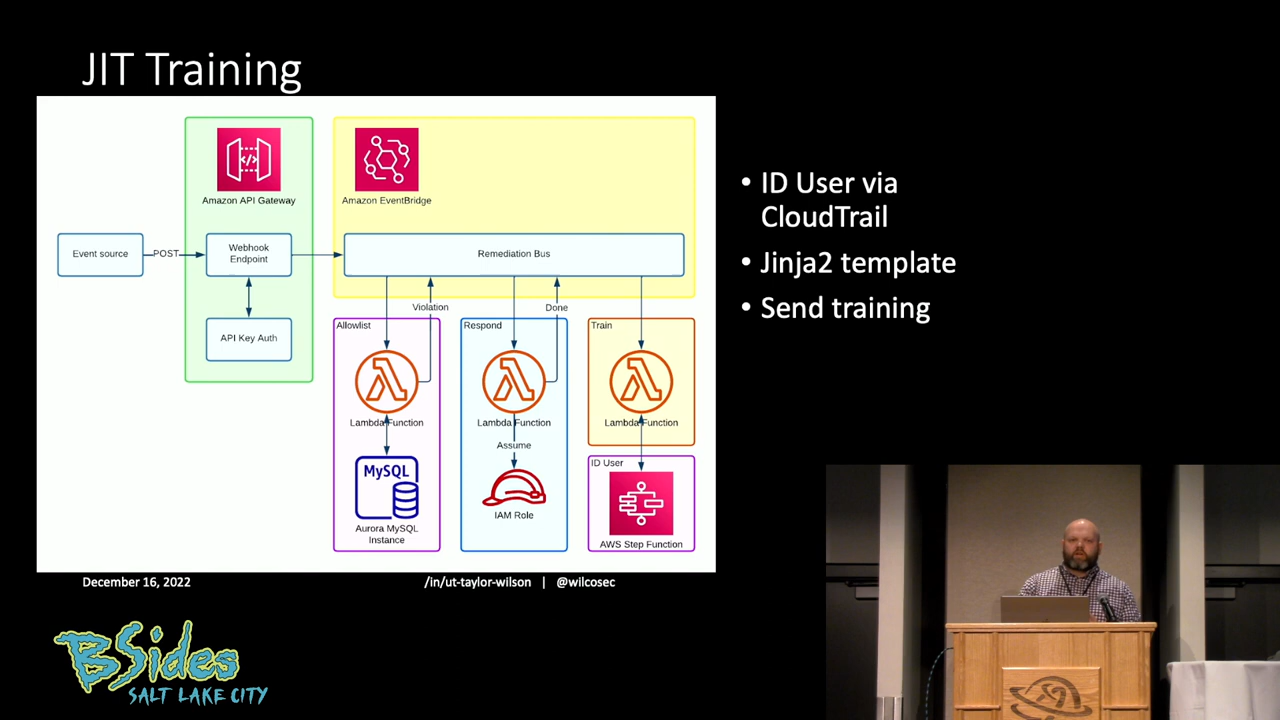 JIT Training
Amazon API Gateway
Amazon EventBridge
Event source
POST
Webhook
Endpoint
Remediation Bus
API Key Auth
Violation
Done
Allowlist
Respond
Train
Lambda Function
Lambda Function
Lambda Function
Assume
ID User
MySQL
IAM Role
Aurora MySQL
Instance
AWS Step Function
• ID User via
CloudTrail
• Jinja2 template
• Send training
December 16, 2022
/in/ut-taylor-wilson | @wilcosec
BSides
SALT LAKE CITY